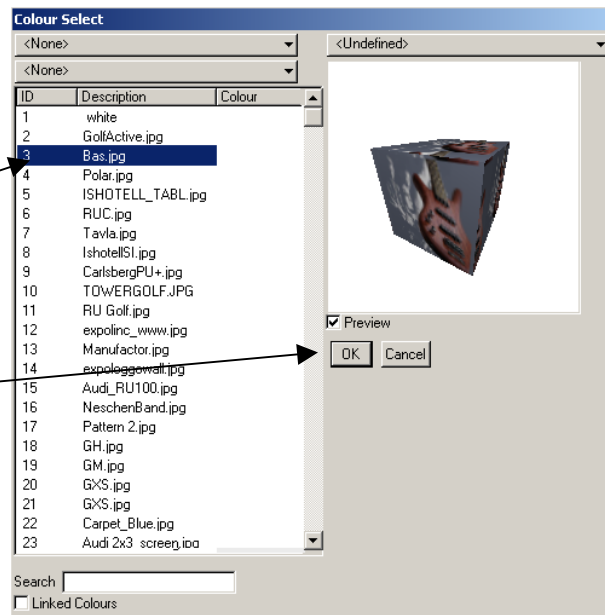 Colour Select
<None>
<Undefined>
<None>
ID Description Colour
1 white
2 GolfActive.jpg
3 Bas.jpg
4 Polar.jpg
5 ISHOTELL_TABL.jpg
6 RUC.jpg
7 Tavla.jpg
8 IshotellSI.jpg
9 CarlsbergPU+.jpg
10 TOWERGOLF.JPG
11 RU Golf.jpg
12 expolinc_www.jpg
13 Manufactor.jpg
14 expologgowall.jpg
15 Audi_RU100.jpg
16 NeschenBand.jpg
17 Pattern 2.jpg
18 GH.jpg
19 GM.jpg
20 GXS.jpg
21 GXS.jpg
22 Carpet_Blue.jpg
23 Audi 2x3 screen.jpg
Preview
OK Cancel
Search
Linked Colours